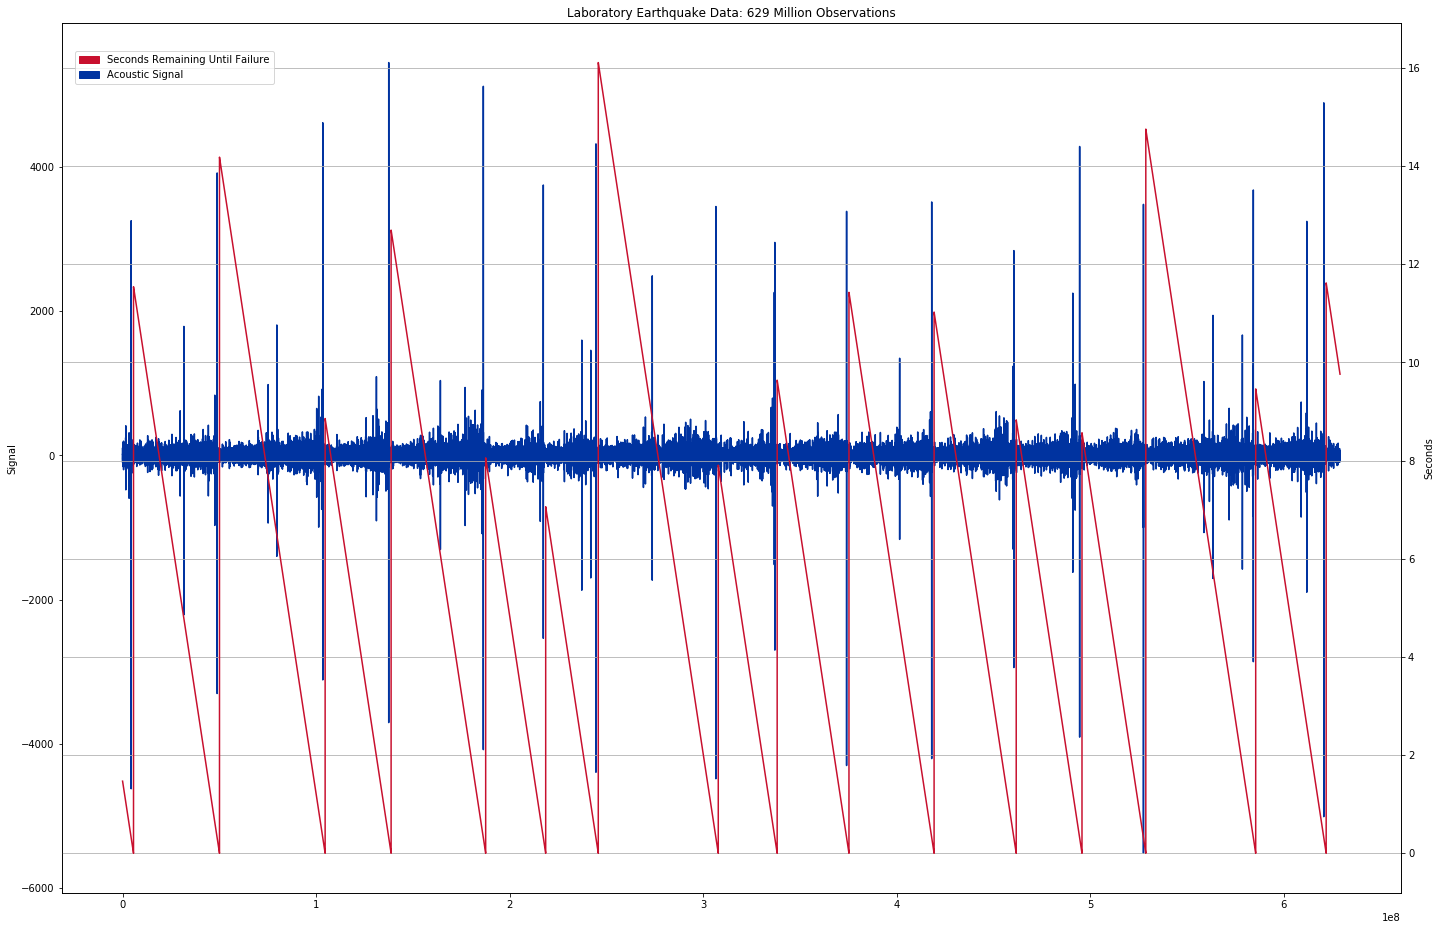 Laboratory Earthquake Data: 629 Million Observations
Seconds Remaining Until Failure
Acoustic Signal
Signal
4000
2000
0
−2000
−4000
−6000
16
14
12
10
8
6
4
2
0
Seconds
0 1 2 3 4 5 6
1e8